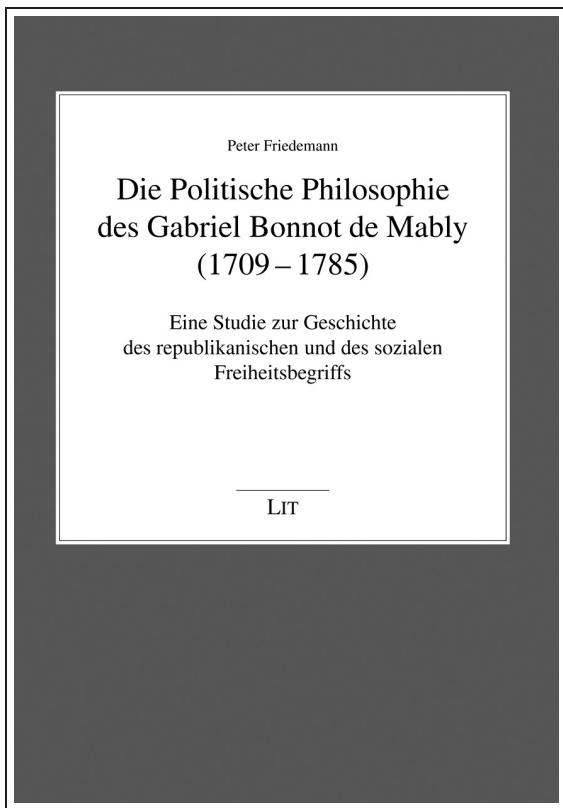 Peter Friedemann
Die Politische Philosophie
des Gabriel Bonnot de Mably
(1709 – 1785)
Eine Studie zur Geschichte
des republikanischen und des sozialen
Freiheitsbegriffs
LIT